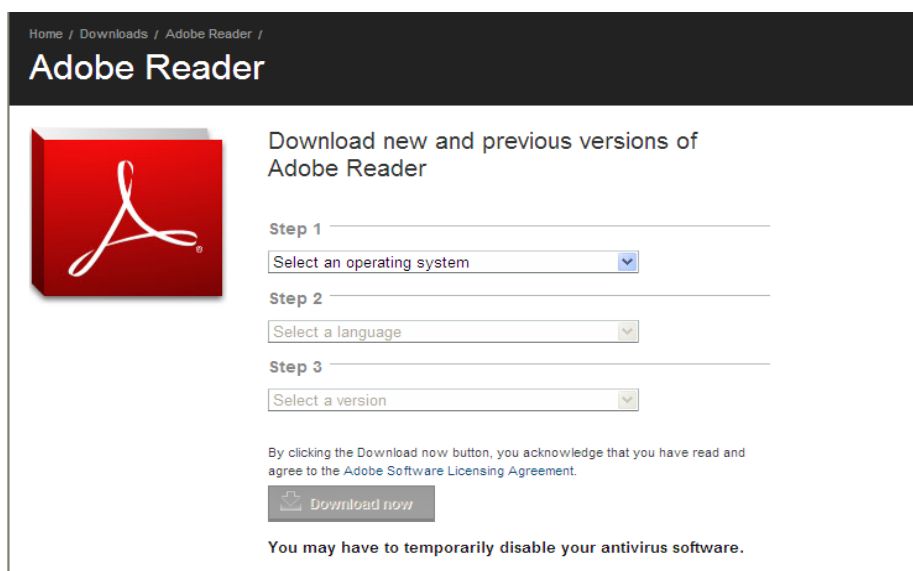 Home / Downloads / Adobe Reader /
Adobe Reader
Download new and previous versions of
Adobe Reader
Step 1
Select an operating system
Step 2
Select a language
Step 3
Select a version
By clicking the Download now button, you acknowledge that you have read and
agree to the Adobe Software Licensing Agreement.
Download now
You may have to temporarily disable your antivirus software.